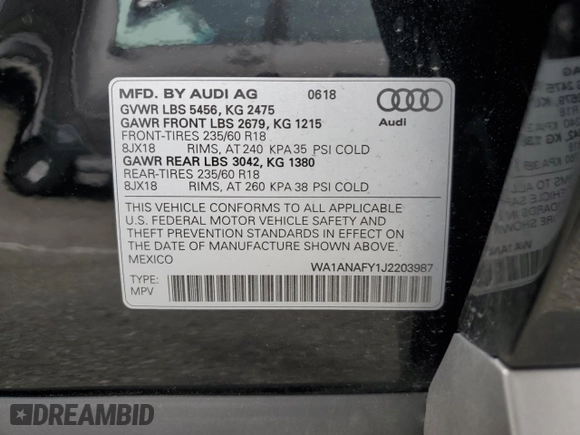 MFD. BY AUDI AG 0618
GVWR LBS 5456, KG 2475
GAWR FRONT LBS 2679, KG 1215
FRONT-TIRES 235/60 R18
8JX18 RIMS, AT 240 KPA 35 PSI COLD
GAWR REAR LBS 3042, KG 1380
REAR-TIRES 235/60 R18
8JX18 RIMS, AT 260 KPA 38 PSI COLD
Audi
THIS VEHICLE CONFORMS TO ALL APPLICABLE
U.S. FEDERAL MOTOR VEHICLE SAFETY AND
THEFT PREVENTION STANDARDS IN EFFECT ON
THE DATE OF MANUFACTURE SHOWN ABOVE.
MEXICO WA1ANAFY1J2203987
TYPE:
MPV
DREAMBID